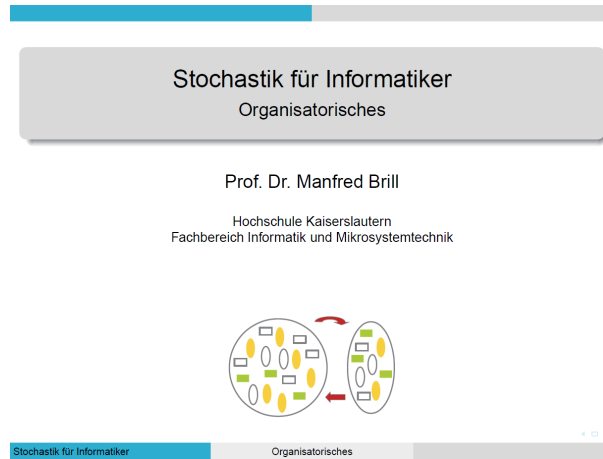 Stochastik für Informatiker
Organisatorisches
Prof. Dr. Manfred Brill
Hochschule Kaiserslautern
Fachbereich Informatik und Mikrosystemtechnik
Stochastik für Informatiker
Organisatorisches